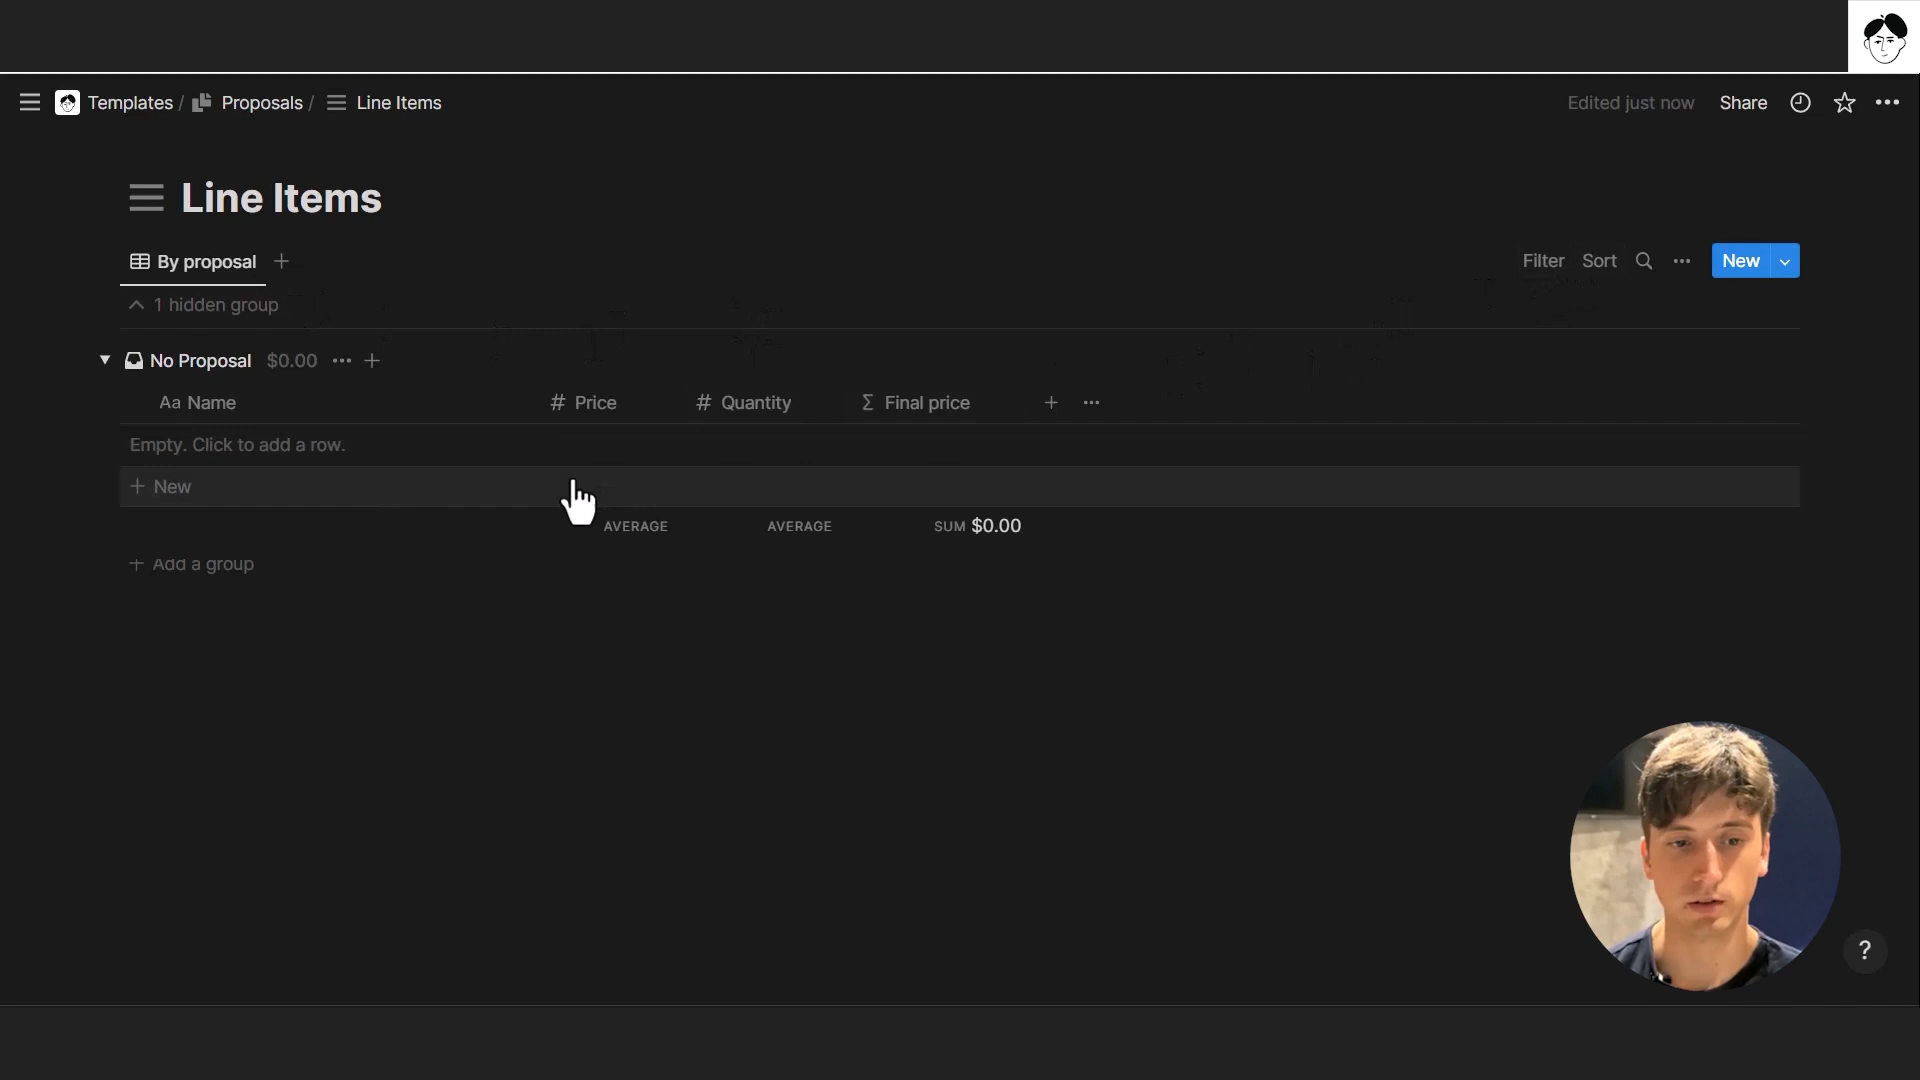 Templates / Proposals / Line Items
Edited just now Share
Line Items
By proposal
Filter Sort New
1 hidden group
No Proposal $0.00
Aa Name # Price # Quantity Σ Final price
Empty. Click to add a row.
+ New
AVERAGE AVERAGE SUM $0.00
+ Add a group
?